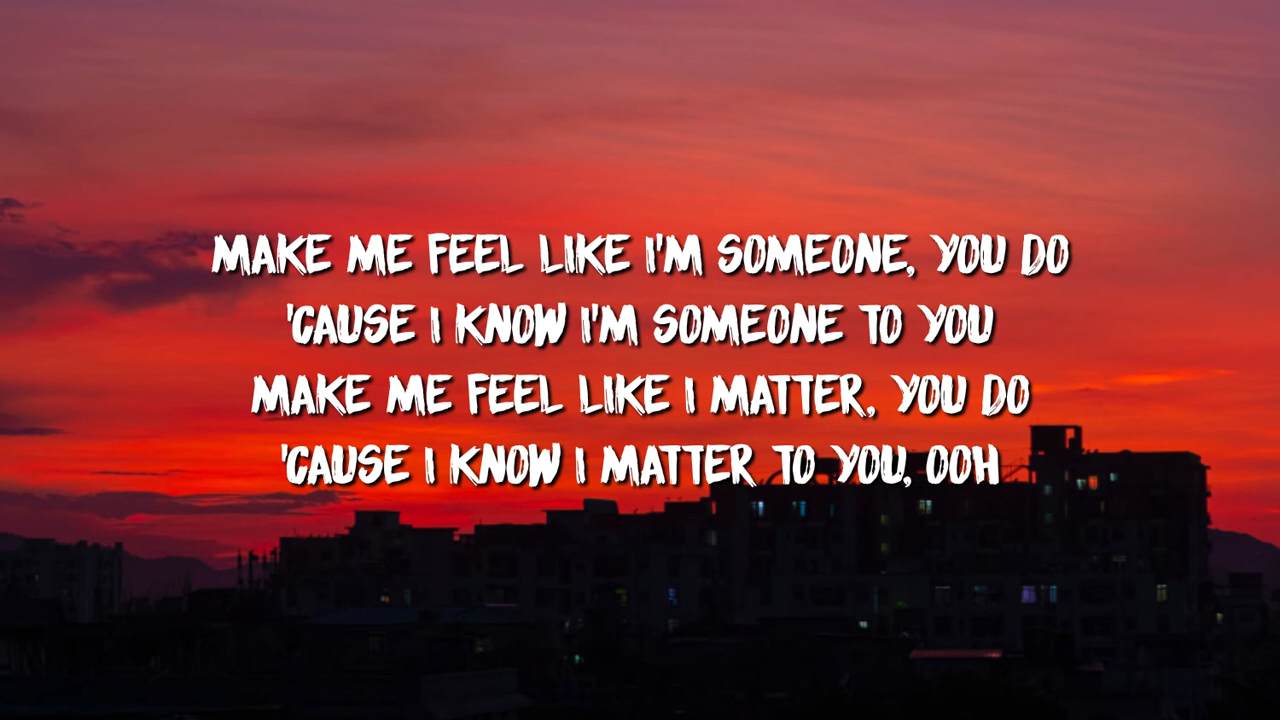 MAKE ME FEEL LIKE I'M SOMEONE, YOU DO
'CAUSE I KNOW I'M SOMEONE TO YOU
MAKE ME FEEL LIKE I MATTER, YOU DO
'CAUSE I KNOW I MATTER TO YOU, OOH